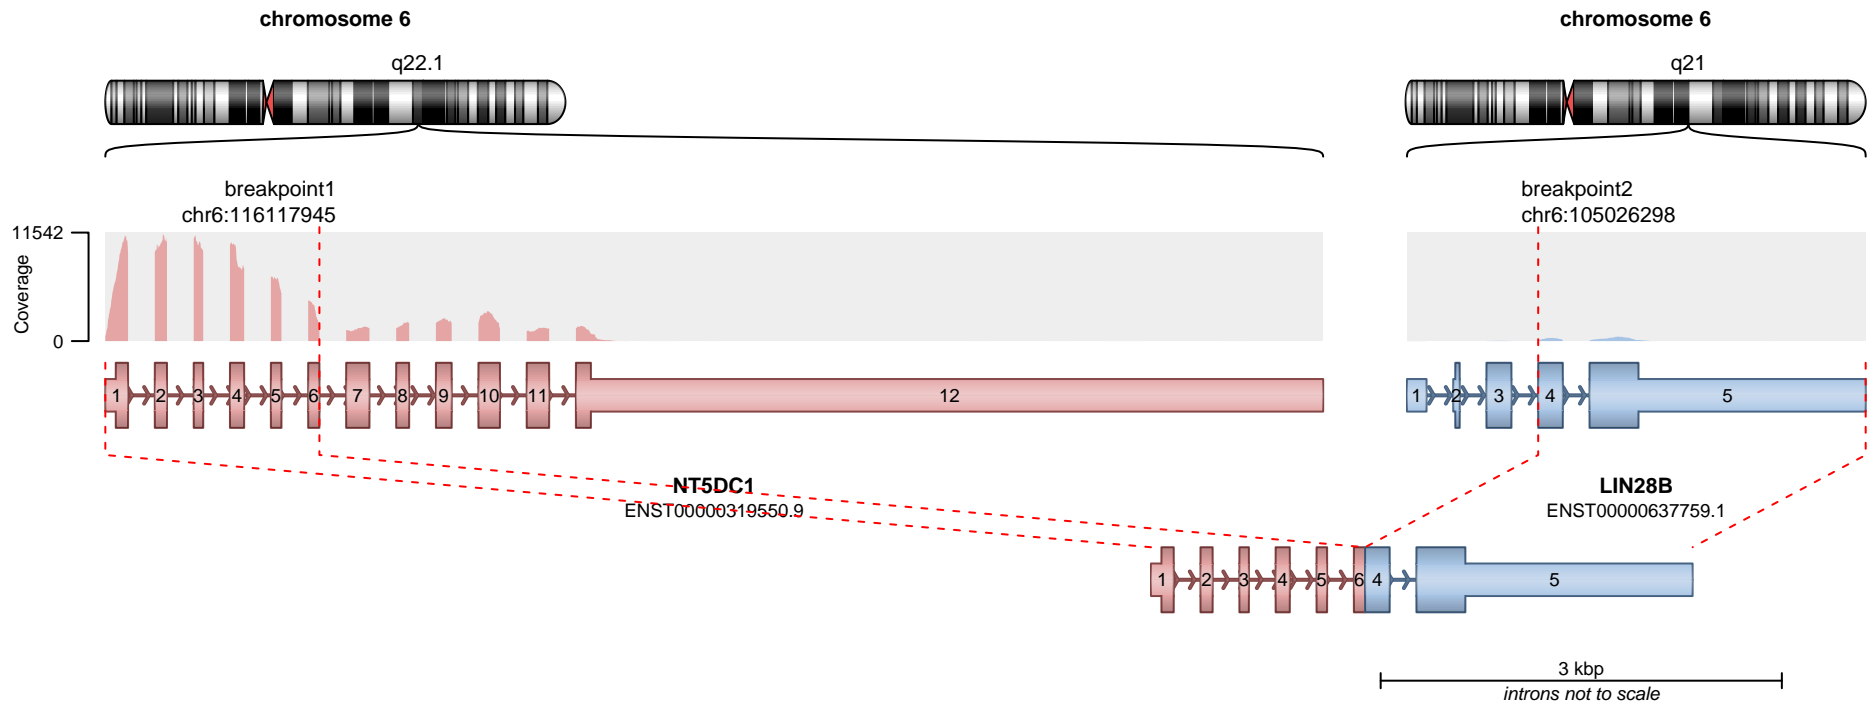 chromosome 6
chromosome 6
q22.1
q21
breakpoint1
chr6:116117945
breakpoint2
chr6:105026298
11542
Coverage
0
1 2 3 4 5 6 7 8 9 10 11 12
1 2 3 4 5
NT5DC1
ENST00000319550.9
LIN28B
ENST00000637759.1
1 2 3 4 5 6 4 5
3 kbp
introns not to scale